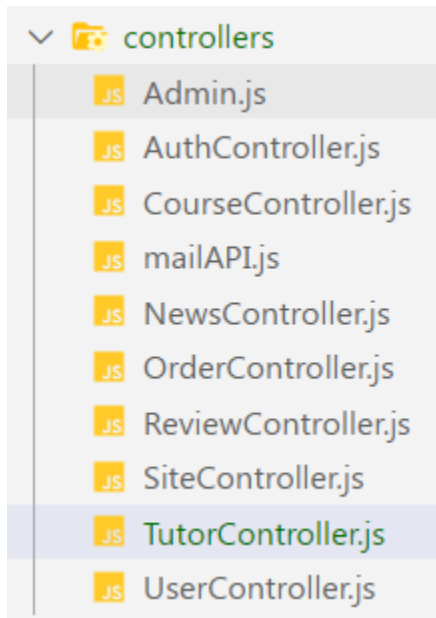 controllers
JS Admin.js
JS AuthController.js
JS CourseController.js
JS mailAPI.js
JS NewsController.js
JS OrderController.js
JS ReviewController.js
JS SiteController.js
JS TutorController.js
JS UserController.js